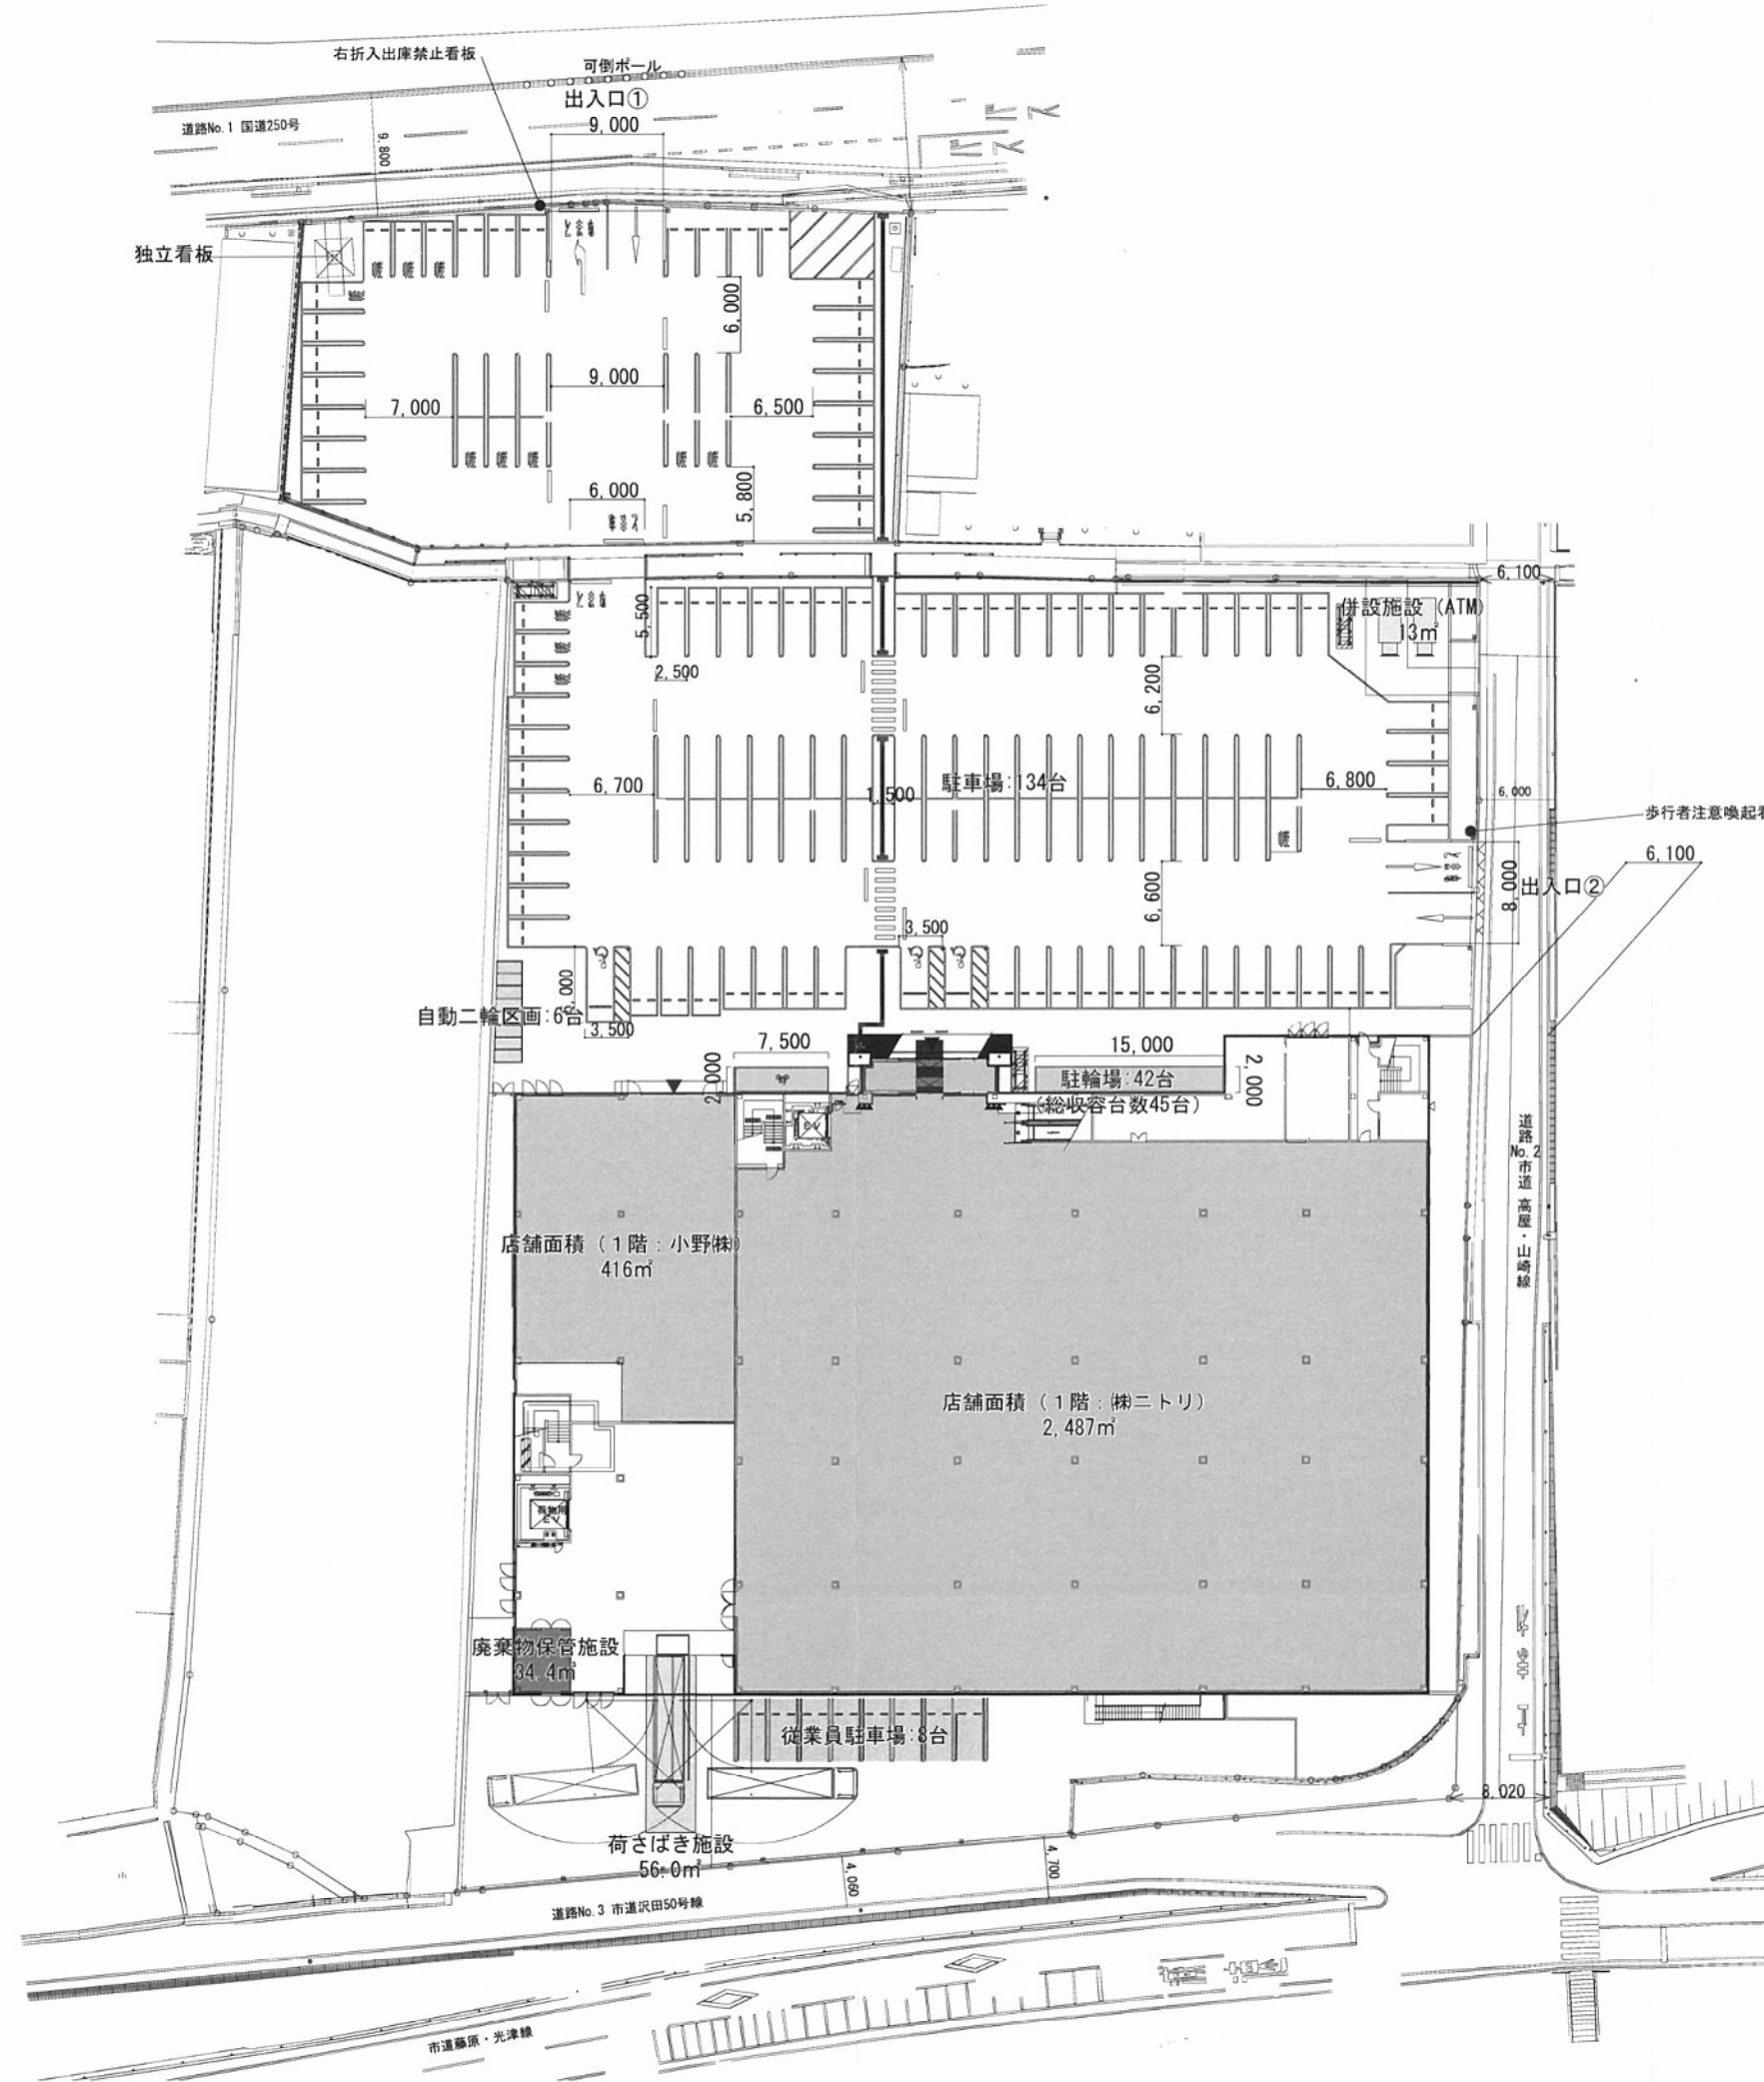 右折入出庫禁止看板
可倒ポール
出入口①
9,000
道路No.1 国道250号
9,800
独立看板
6,000
9,000
7,000
6,500
6,000
5,800
6,100
併設施設（ATM）
13㎡
5,500
2,500
6,200
6,700
駐車場:134台
1,500
6,800
6,000
歩行者注意喚起看
6,100
8,000
出入口②
6,600
3,500
自動二輪区画:6台
3,500
7,500
2,000
15,000
2,000
駐輪場:42台
（総収容台数45台）
EV
道路No.2 市道 高屋・山崎線
店舗面積（１階：小野㈱）
416㎡
店舗面積（１階：㈱ニトリ）
2,487㎡
荷物用
EV
廃棄物保管施設
34.4㎡
従業員駐車場:8台
8,020
荷さばき施設
56.0㎡
4,060
4,700
道路No.3 市道沢田50号線
市道藤原・光津線